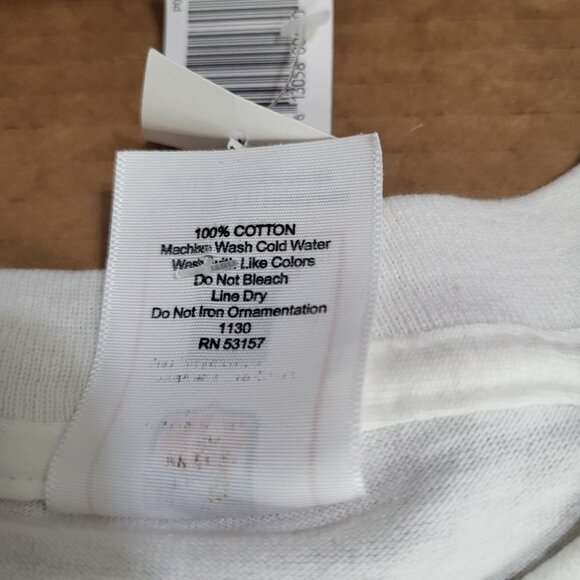 100% COTTON
Machine Wash Cold Water
Wash with Like Colors
Do Not Bleach
Line Dry
Do Not Iron Ornamentation
1130
RN 53157